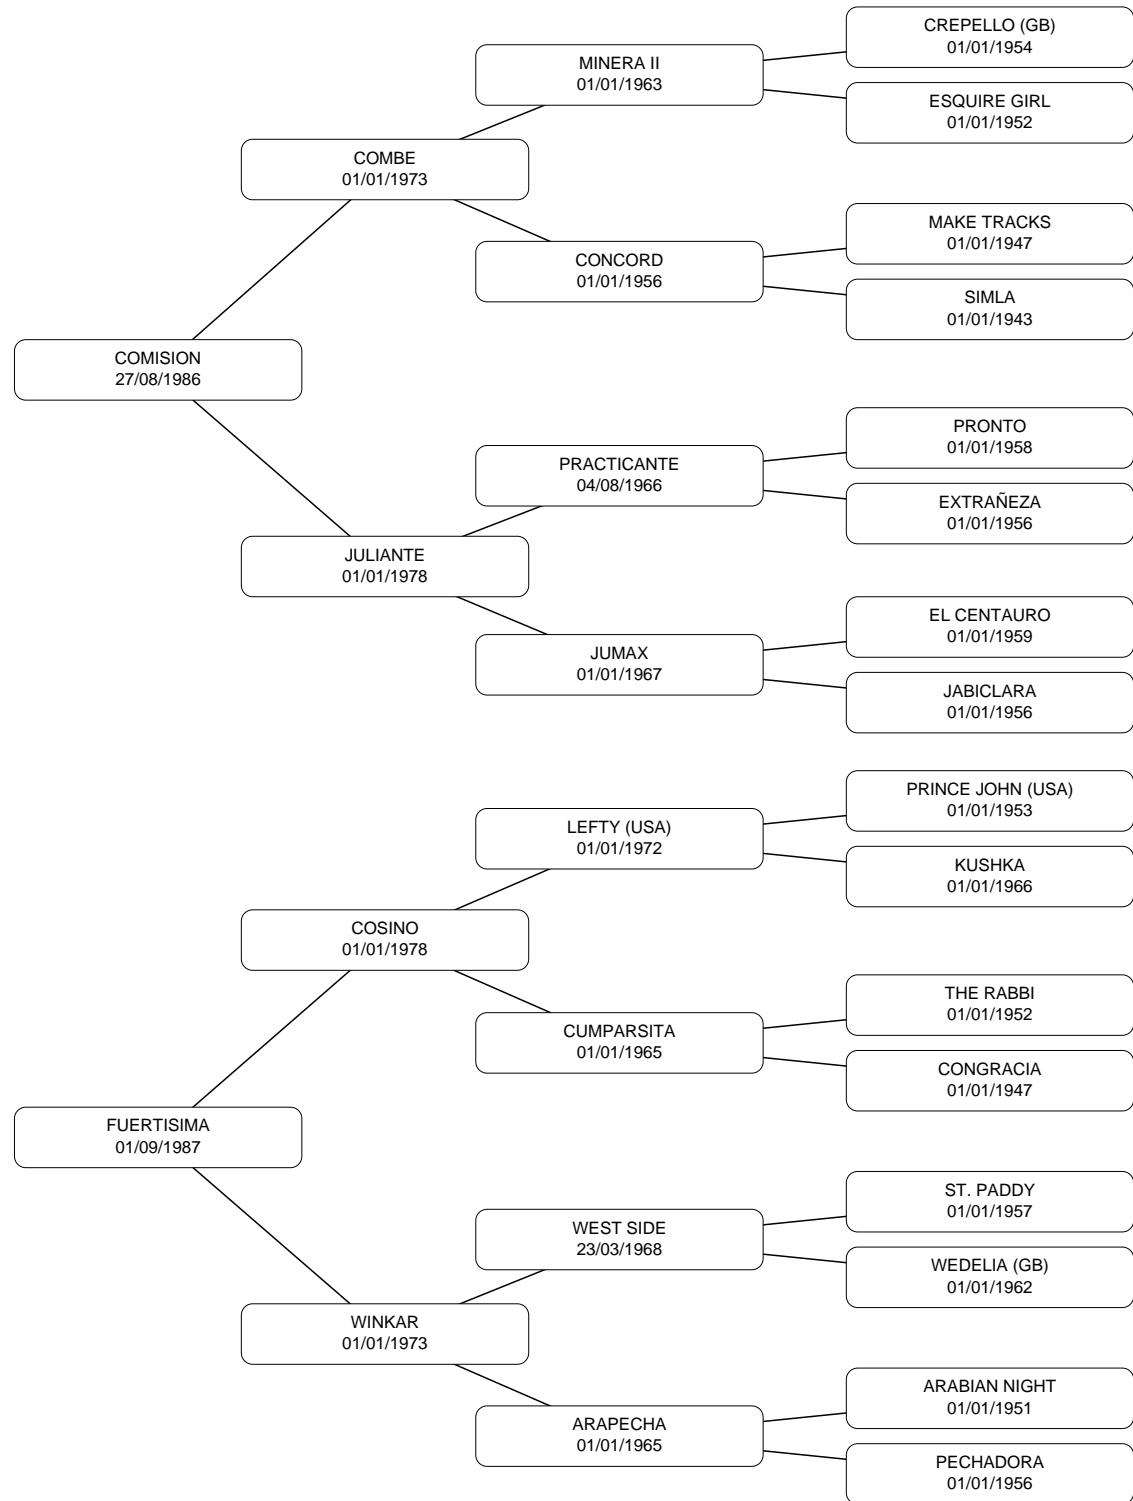 CREPELLO (GB)
01/01/1954
MINERA II
01/01/1963
ESQUIRE GIRL
01/01/1952
COMBE
01/01/1973
MAKE TRACKS
01/01/1947
CONCORD
01/01/1956
SIMLA
01/01/1943
COMISION
27/08/1986
PRONTO
01/01/1958
PRACTICANTE
04/08/1966
EXTRAÑEZA
01/01/1956
JULIANTE
01/01/1978
EL CENTAURO
01/01/1959
JUMAX
01/01/1967
JABICLARA
01/01/1956
PRINCE JOHN (USA)
01/01/1953
LEFTY (USA)
01/01/1972
KUSHKA
01/01/1966
COSINO
01/01/1978
THE RABBI
01/01/1952
CUMPARSITA
01/01/1965
CONGRACIA
01/01/1947
FUERTISIMA
01/09/1987
ST. PADDY
01/01/1957
WEST SIDE
23/03/1968
WEDELIA (GB)
01/01/1962
WINKAR
01/01/1973
ARABIAN NIGHT
01/01/1951
ARAPECHA
01/01/1965
PECHADORA
01/01/1956